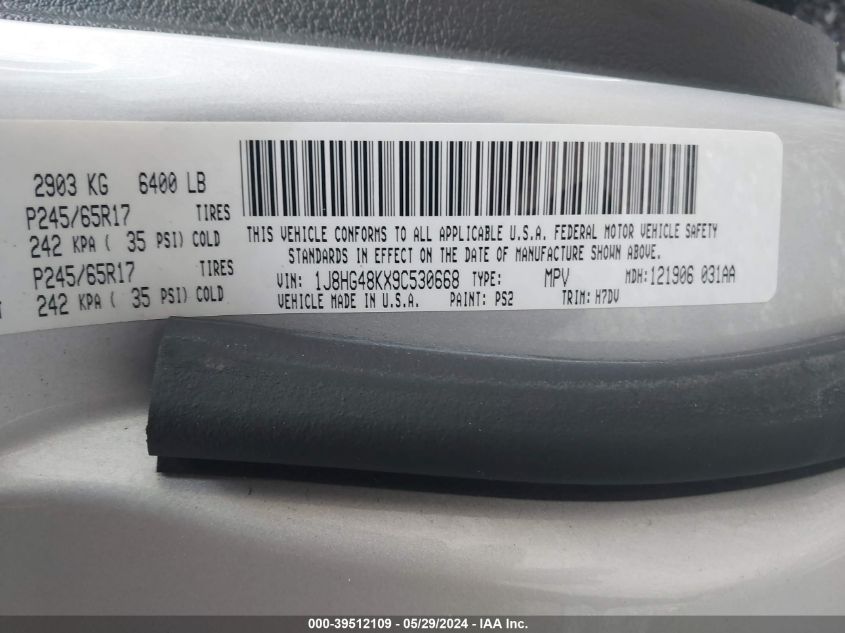 2903 KG 6400 LB
P245/65R17 TIRES
242 KPA ( 35 PSI) COLD
P245/65R17 TIRES
242 KPA ( 35 PSI) COLD
THIS VEHICLE CONFORMS TO ALL APPLICABLE U.S.A. FEDERAL MOTOR VEHICLE SAFETY
STANDARDS IN EFFECT ON THE DATE OF MANUFACTURE SHOWN ABOVE.
VIN: 1J8HG48KX9C530668 TYPE: MPV MDH:121906 031AA
VEHICLE MADE IN U.S.A. PAINT: PS2 TRIM: H7DV
000-39512109 - 05/29/2024 - IAA Inc.